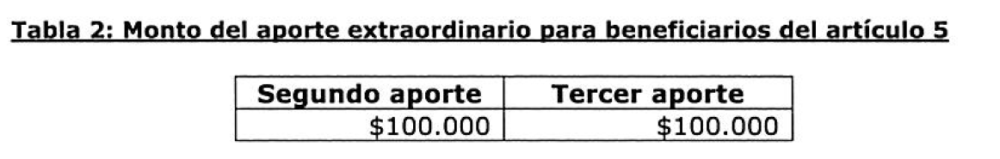 Tabla 2: Monto del aporte extraordinario para beneficiarios del artículo 5
Segundo aporte Tercer aporte
$100.000 $100.000